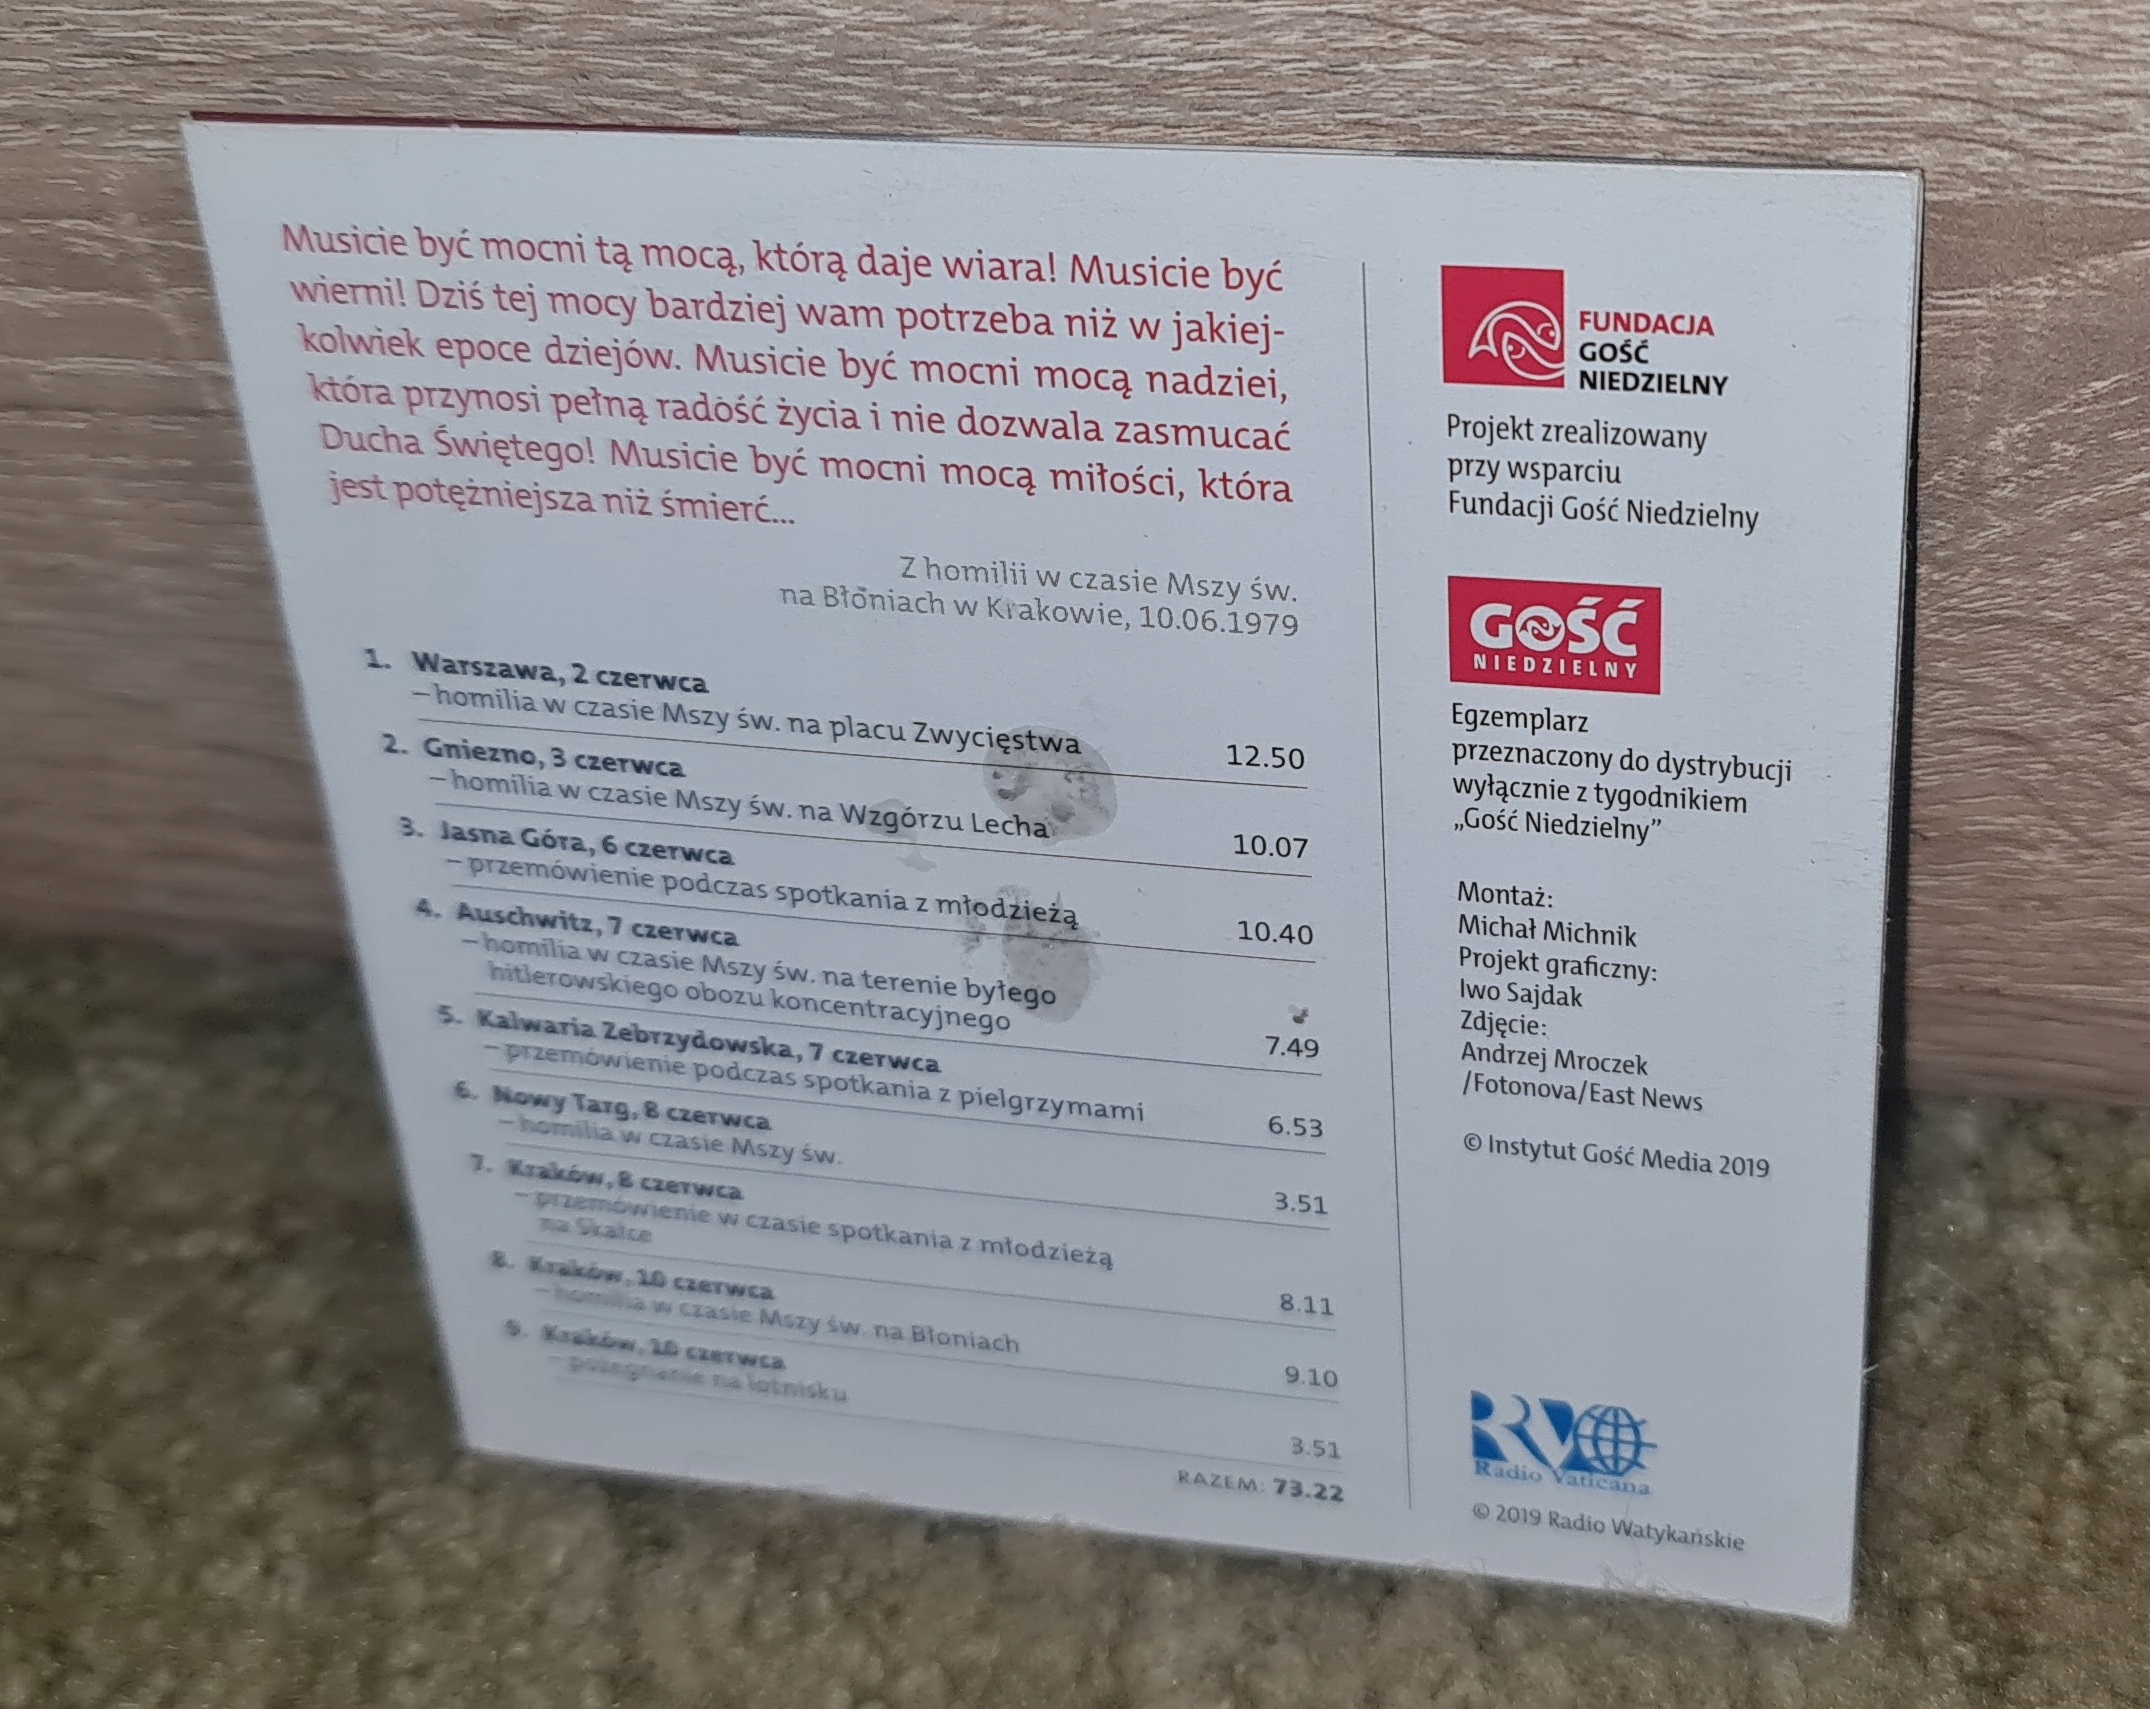 Musicie być mocni tą mocą, którą daje wiara! Musicie być
wierni! Dziś tej mocy bardziej wam potrzeba niż w jakiej-
kolwiek epoce dziejów. Musicie być mocni mocą nadziei,
która przynosi pełną radość życia i nie dozwala zasmucać
Ducha Świętego! Musicie być mocni mocą miłości, która
jest potężniejsza niż śmierć...
Z homilii w czasie Mszy św.
na Błoniach w Krakowie, 10.06.1979
1. Warszawa, 2 czerwca
– homilia w czasie Mszy św. na placu Zwycięstwa 12.50
2. Gniezno, 3 czerwca
– homilia w czasie Mszy św. na Wzgórzu Lecha 10.07
3. Jasna Góra, 6 czerwca
– przemówienie podczas spotkania z młodzieżą 10.40
4. Auschwitz, 7 czerwca
– homilia w czasie Mszy św. na terenie byłego
hitlerowskiego obozu koncentracyjnego 7.49
5. Kalwaria Zebrzydowska, 7 czerwca
– przemówienie podczas spotkania z pielgrzymami 6.53
6. Nowy Targ, 8 czerwca
– homilia w czasie Mszy św. 3.51
7. Kraków, 8 czerwca
– przemówienie w czasie spotkania z młodzieżą
na Skałce 8.11
8. Kraków, 10 czerwca
– homilia w czasie Mszy św. na Błoniach 9.10
9. Kraków, 10 czerwca
– pożegnanie na lotnisku 3.51
RAZEM: 73.22
FUNDACJA
GOŚĆ
NIEDZIELNY
Projekt zrealizowany
przy wsparciu
Fundacji Gość Niedzielny
GOŚĆ
NIEDZIELNY
Egzemplarz
przeznaczony do dystrybucji
wyłącznie z tygodnikiem
„Gość Niedzielny”
Montaż:
Michał Michnik
Projekt graficzny:
Iwo Sajdak
Zdjęcie:
Andrzej Mroczek
/Fotonova/East News
© Instytut Gość Media 2019
RV
Radio Vaticana
© 2019 Radio Watykańskie